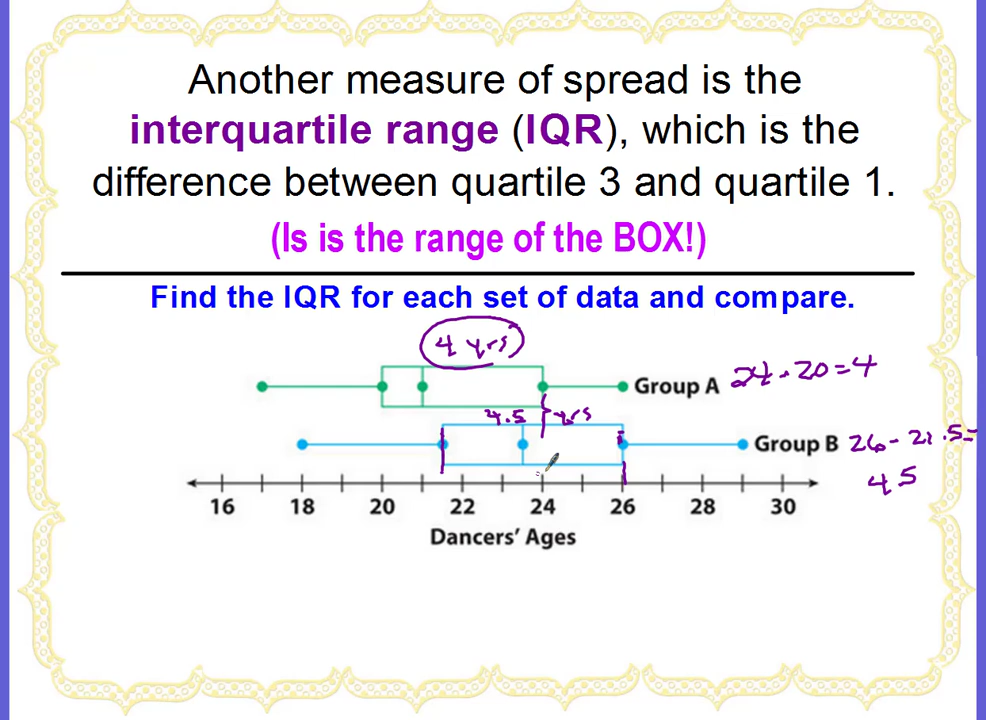 Another measure of spread is the
interquartile range (IQR), which is the
difference between quartile 3 and quartile 1.
(Is is the range of the BOX!)
Find the IQR for each set of data and compare.
4 yrs
Group A 24-20=4
4.5 yrs
Group B 26-21.5=
4.5
16 18 20 22 24 26 28 30
Dancers' Ages